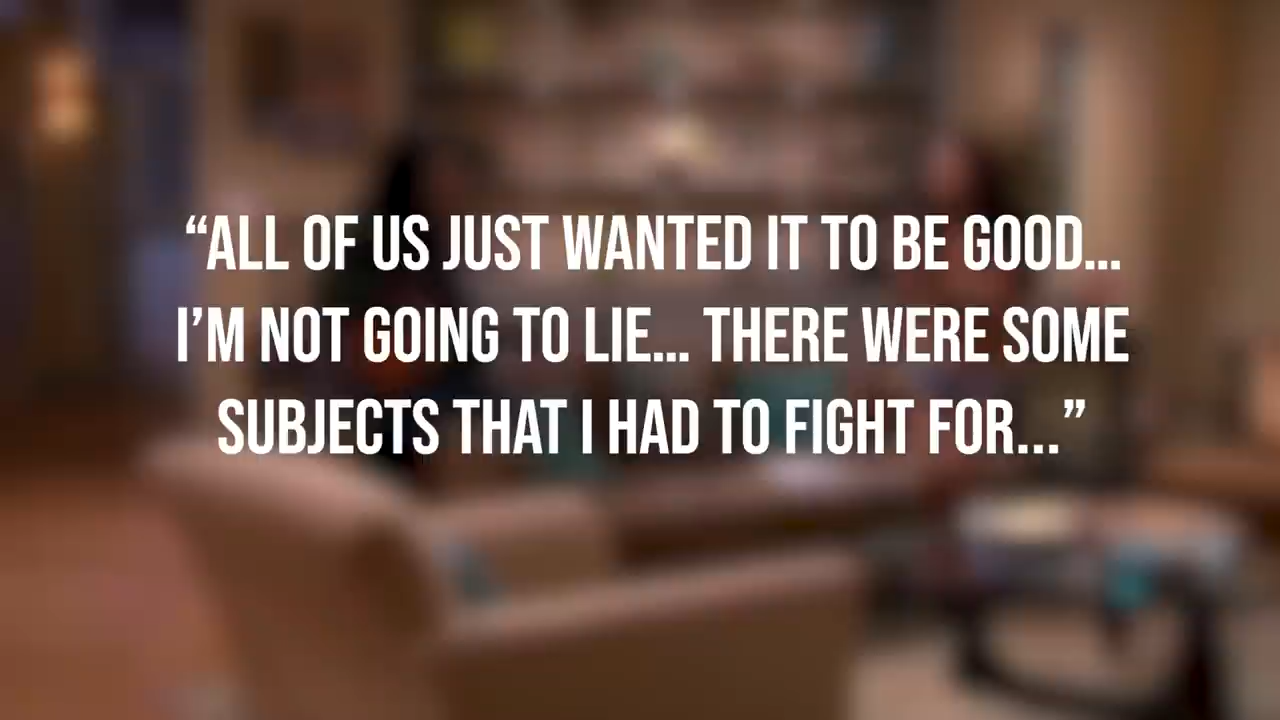 “ALL OF US JUST WANTED IT TO BE GOOD...
I’M NOT GOING TO LIE... THERE WERE SOME
SUBJECTS THAT I HAD TO FIGHT FOR...”